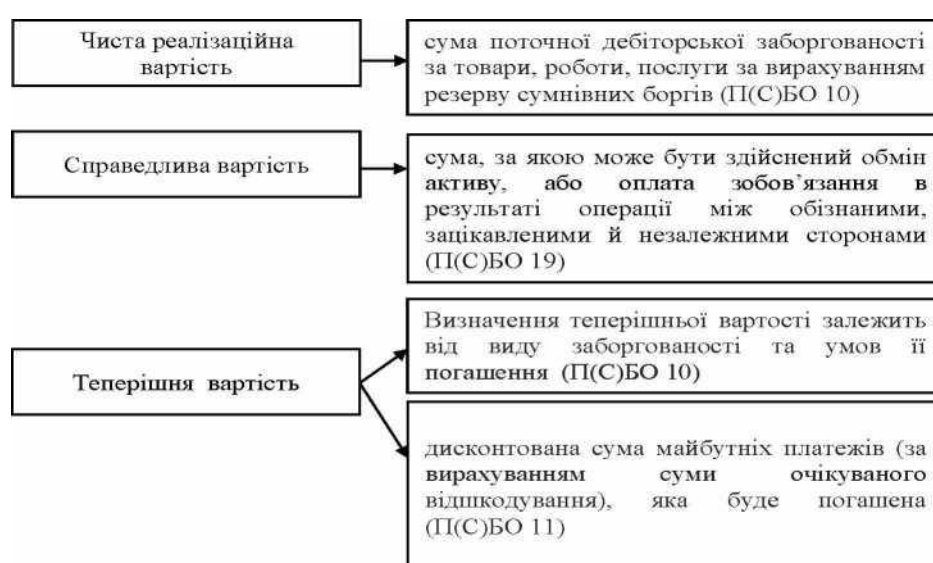 Чиста реалізаційна
вартість
сума поточної дебіторської заборгованості
за товари, роботи, послуги за вирахуванням
резерву сумнівних боргів (П(С)БО 10)
Справедлива вартість
сума, за якою може бути здійснений обмін
активу, або оплата зобов’язання в
результаті операції між обізнаними,
зацікавленими й незалежними сторонами
(П(С)БО 19)
Теперішня вартість
Визначення теперішньої вартості залежить
від виду заборгованості та умов її
погашення (П(С)БО 10)
дисконтована сума майбутніх платежів (за
вирахуванням суми очікуваного
відшкодування), яка буде погашена
(П(С)БО 11)